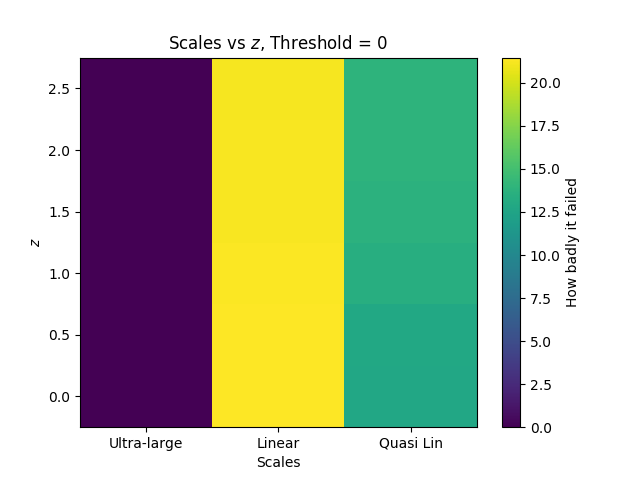 Scales vs z, Threshold = 0
2.5
2.0
1.5
1.0
0.5
0.0
z
Ultra-large
Linear
Quasi Lin
Scales
20.0
17.5
15.0
12.5
10.0
7.5
5.0
2.5
0.0
How badly it failed